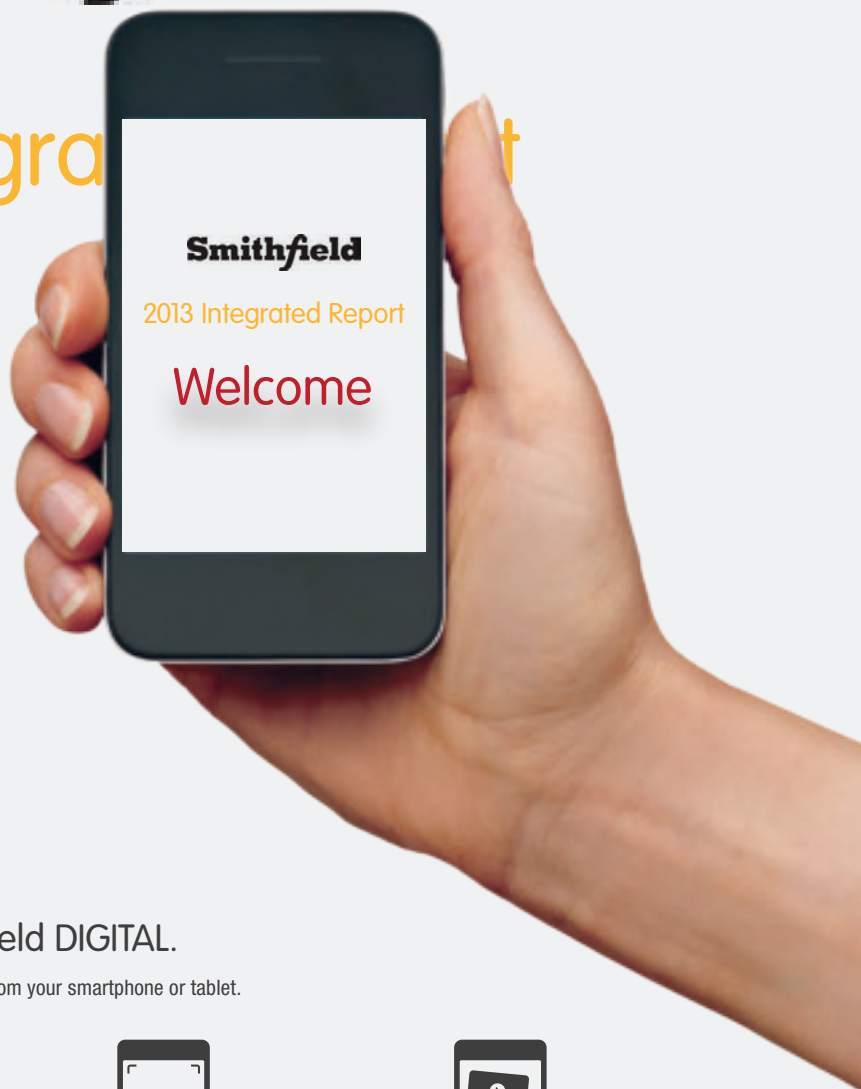 gra t
Smithfield
2013 Integrated Report
Welcome
eld DIGITAL.
om your smartphone or tablet.